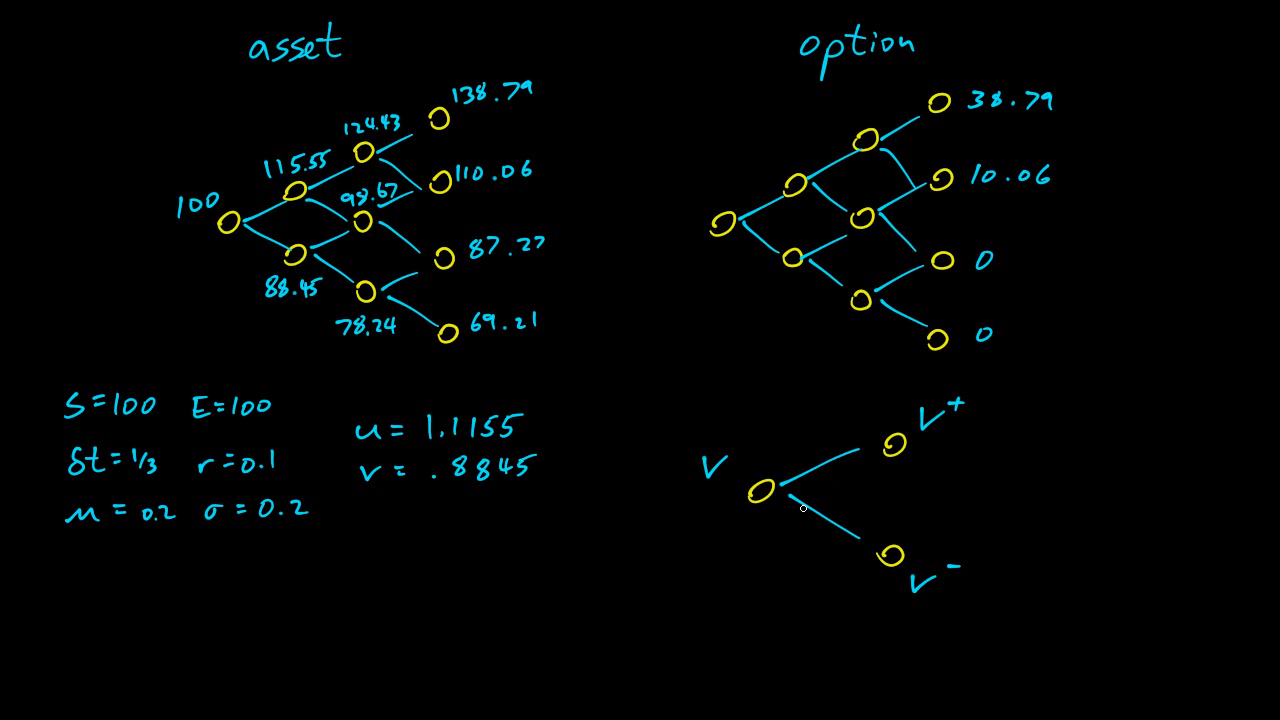 asset
138.79
124.43
115.55
110.06
98.67
100
87.27
88.45
78.24
69.21
option
38.79
10.06
0
0
S=100 E=100
δt=1/3 r=0.1
μ=0.2 σ=0.2
u= 1.1155
v= .8845
V
V+
V-